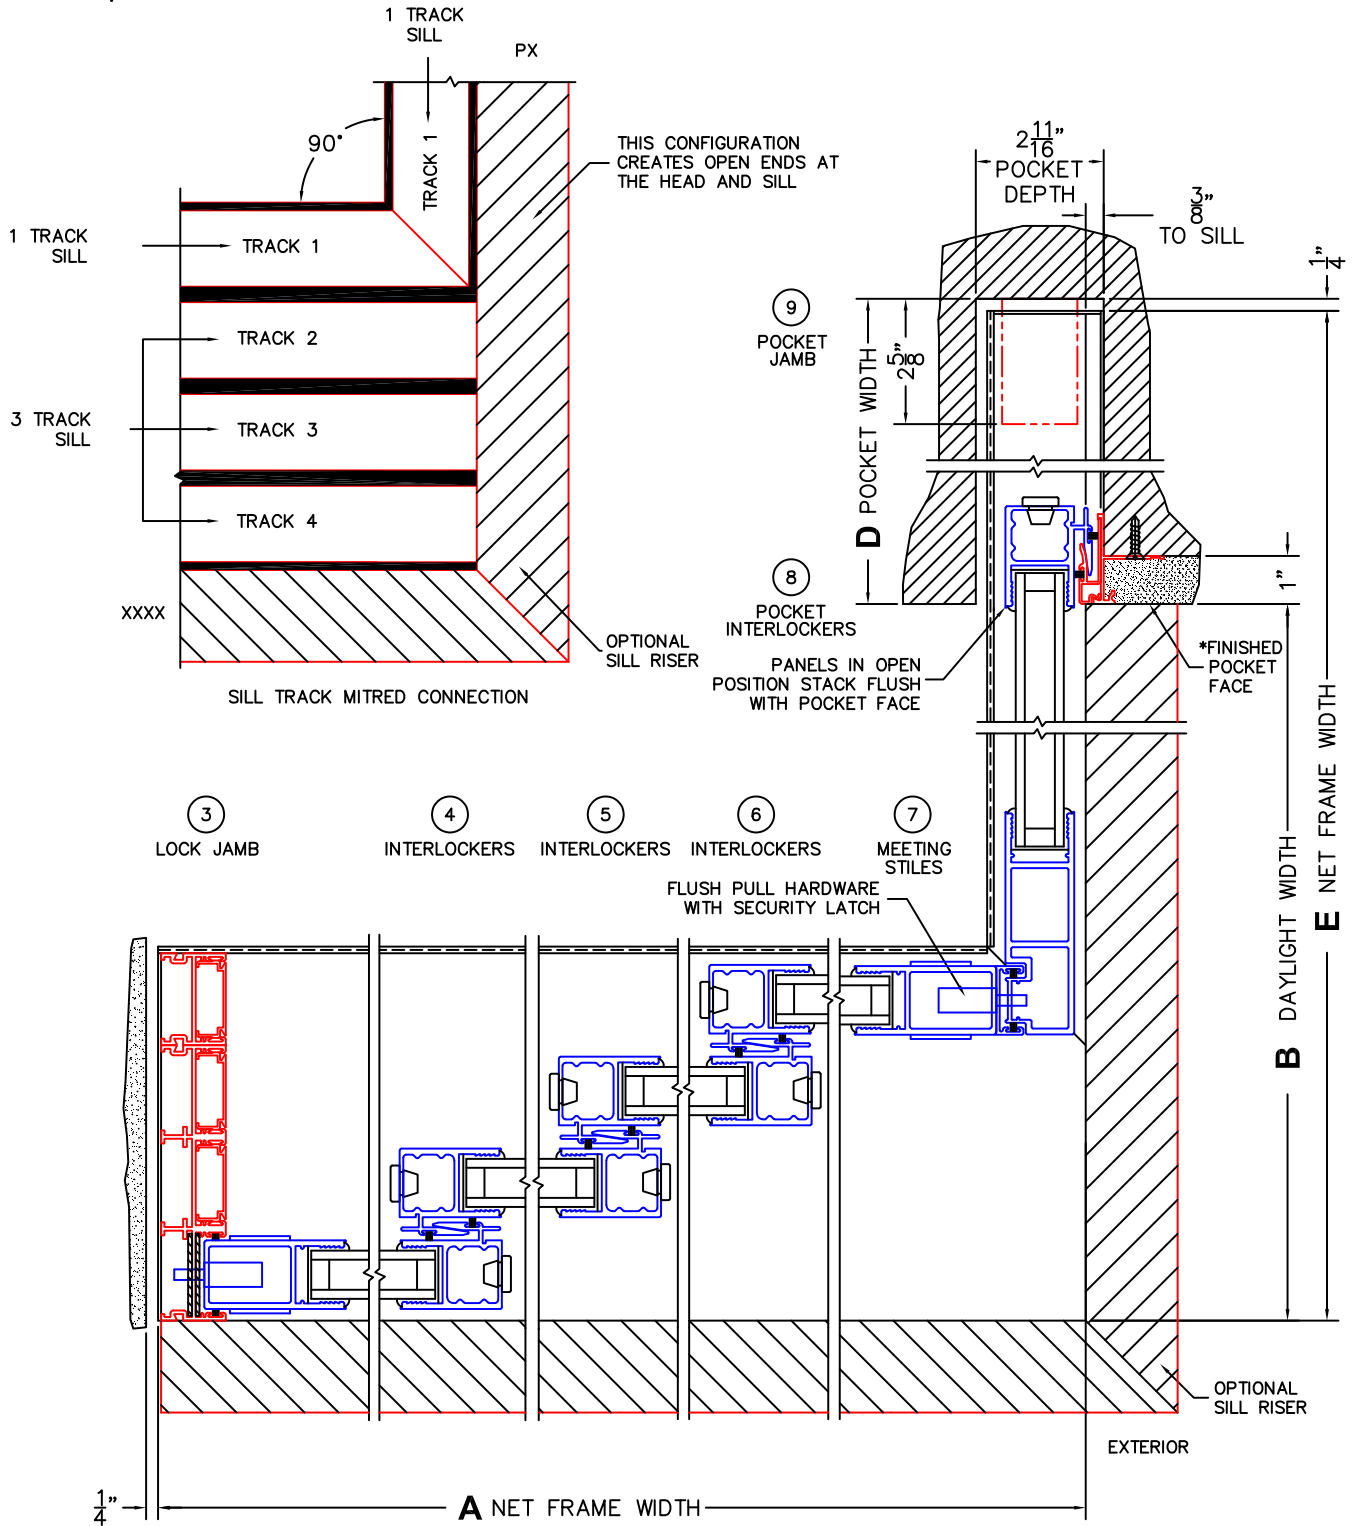 1 TRACK
SILL
PX
90°
TRACK 1
THIS CONFIGURATION
CREATES OPEN ENDS AT
THE HEAD AND SILL
1 TRACK
SILL
TRACK 1
TRACK 2
3 TRACK
SILL
TRACK 3
TRACK 4
XXXX
OPTIONAL
SILL RISER
SILL TRACK MITRED CONNECTION
2 11/16"
POCKET
DEPTH
3/8"
TO SILL
1/4"
9
POCKET
JAMB
D POCKET WIDTH
2 5/8"
8
POCKET
INTERLOCKERS
PANELS IN OPEN
POSITION STACK FLUSH
WITH POCKET FACE
1"
*FINISHED
POCKET
FACE
E NET FRAME WIDTH
B DAYLIGHT WIDTH
3
LOCK JAMB
4
INTERLOCKERS
5
INTERLOCKERS
6
INTERLOCKERS
7
MEETING
STILES
FLUSH PULL HARDWARE
WITH SECURITY LATCH
OPTIONAL
SILL RISER
EXTERIOR
1/4"
A NET FRAME WIDTH